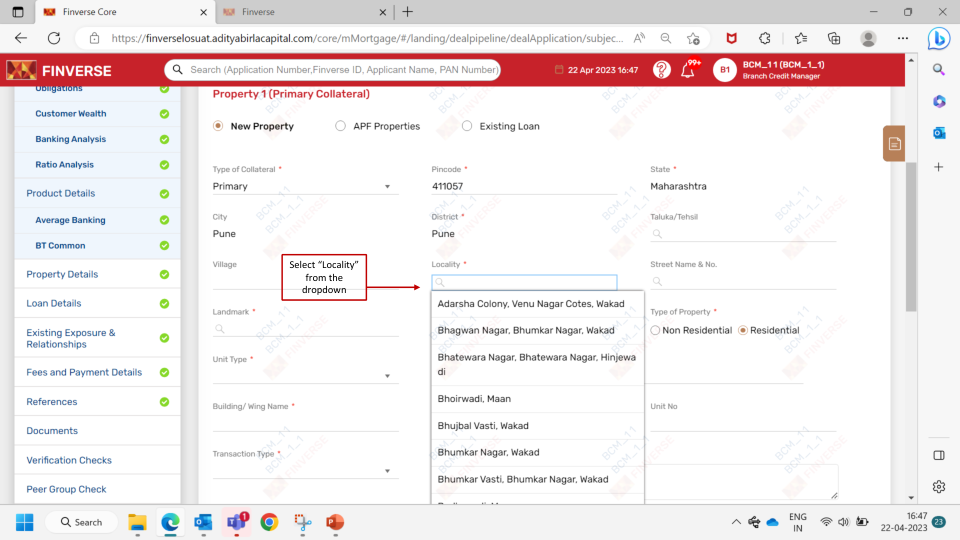 Finverse Core
Finverse
https://finverselosuat.adityabirlacapital.com/core/mMortgage/#/landing/dealpipeline/dealApplication/subjec...
FINVERSE
Search (Application Number,Finverse ID, Applicant Name, PAN Number)
22 Apr 2023 16:47
99+
B1
BCM_11 (BCM_1_1)
Branch Credit Manager
Obligations
Customer Wealth
Banking Analysis
Ratio Analysis
Product Details
Average Banking
BT Common
Property Details
Loan Details
Existing Exposure &
Relationships
Fees and Payment Details
References
Documents
Verification Checks
Peer Group Check
Property 1 (Primary Collateral)
New Property
APF Properties
Existing Loan
Type of Collateral *
Primary
Pincode *
411057
State *
Maharashtra
City
Pune
District *
Pune
Taluka/Tehsil
Village
Select "Locality"
from the
dropdown
Locality *
Street Name & No.
Landmark *
Type of Property *
Non Residential
Residential
Unit Type *
Building/ Wing Name *
Unit No
Transaction Type *
Adarsha Colony, Venu Nagar Cotes, Wakad
Bhagwan Nagar, Bhumkar Nagar, Wakad
Bhatewara Nagar, Bhatewara Nagar, Hinjewa
di
Bhoirwadi, Maan
Bhujbal Vasti, Wakad
Bhumkar Nagar, Wakad
Bhumkar Vasti, Bhumkar Nagar, Wakad
Search
1
ENG
IN
16:47
22-04-2023
23